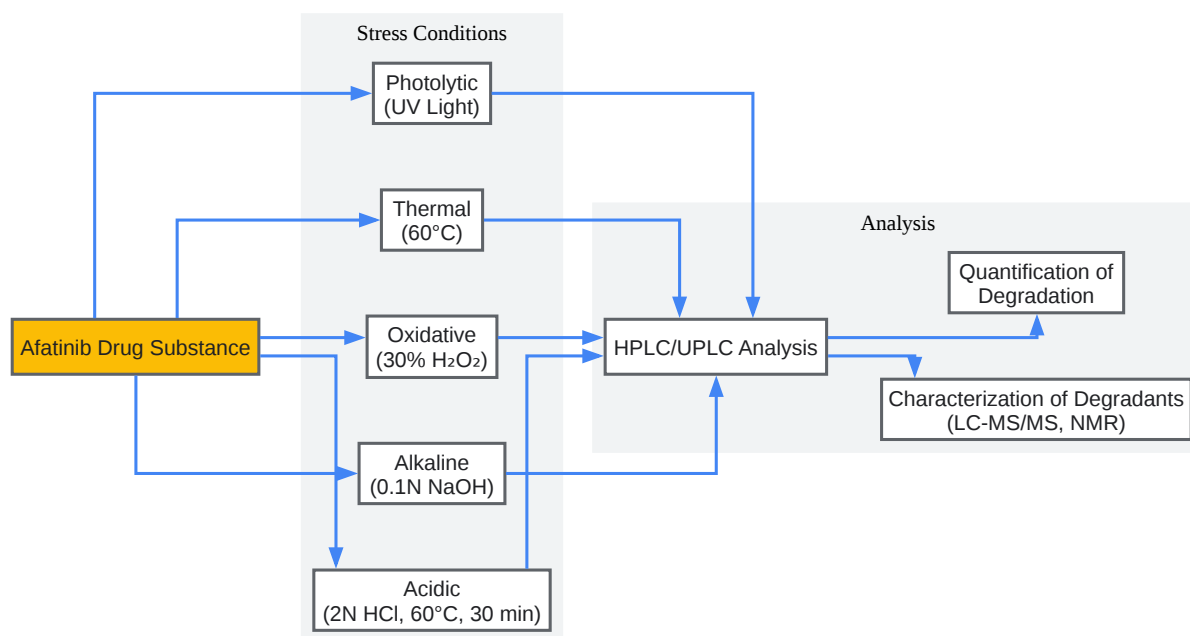 Stress Conditions
Photolytic
(UV Light)
Thermal
(60°C)
Analysis
Quantification of
Degradation
Afatinib Drug Substance
Oxidative
(30% H₂O₂)
HPLC/UPLC Analysis
Characterization of Degradants
(LC-MS/MS, NMR)
Alkaline
(0.1N NaOH)
Acidic
(2N HCl, 60°C, 30 min)